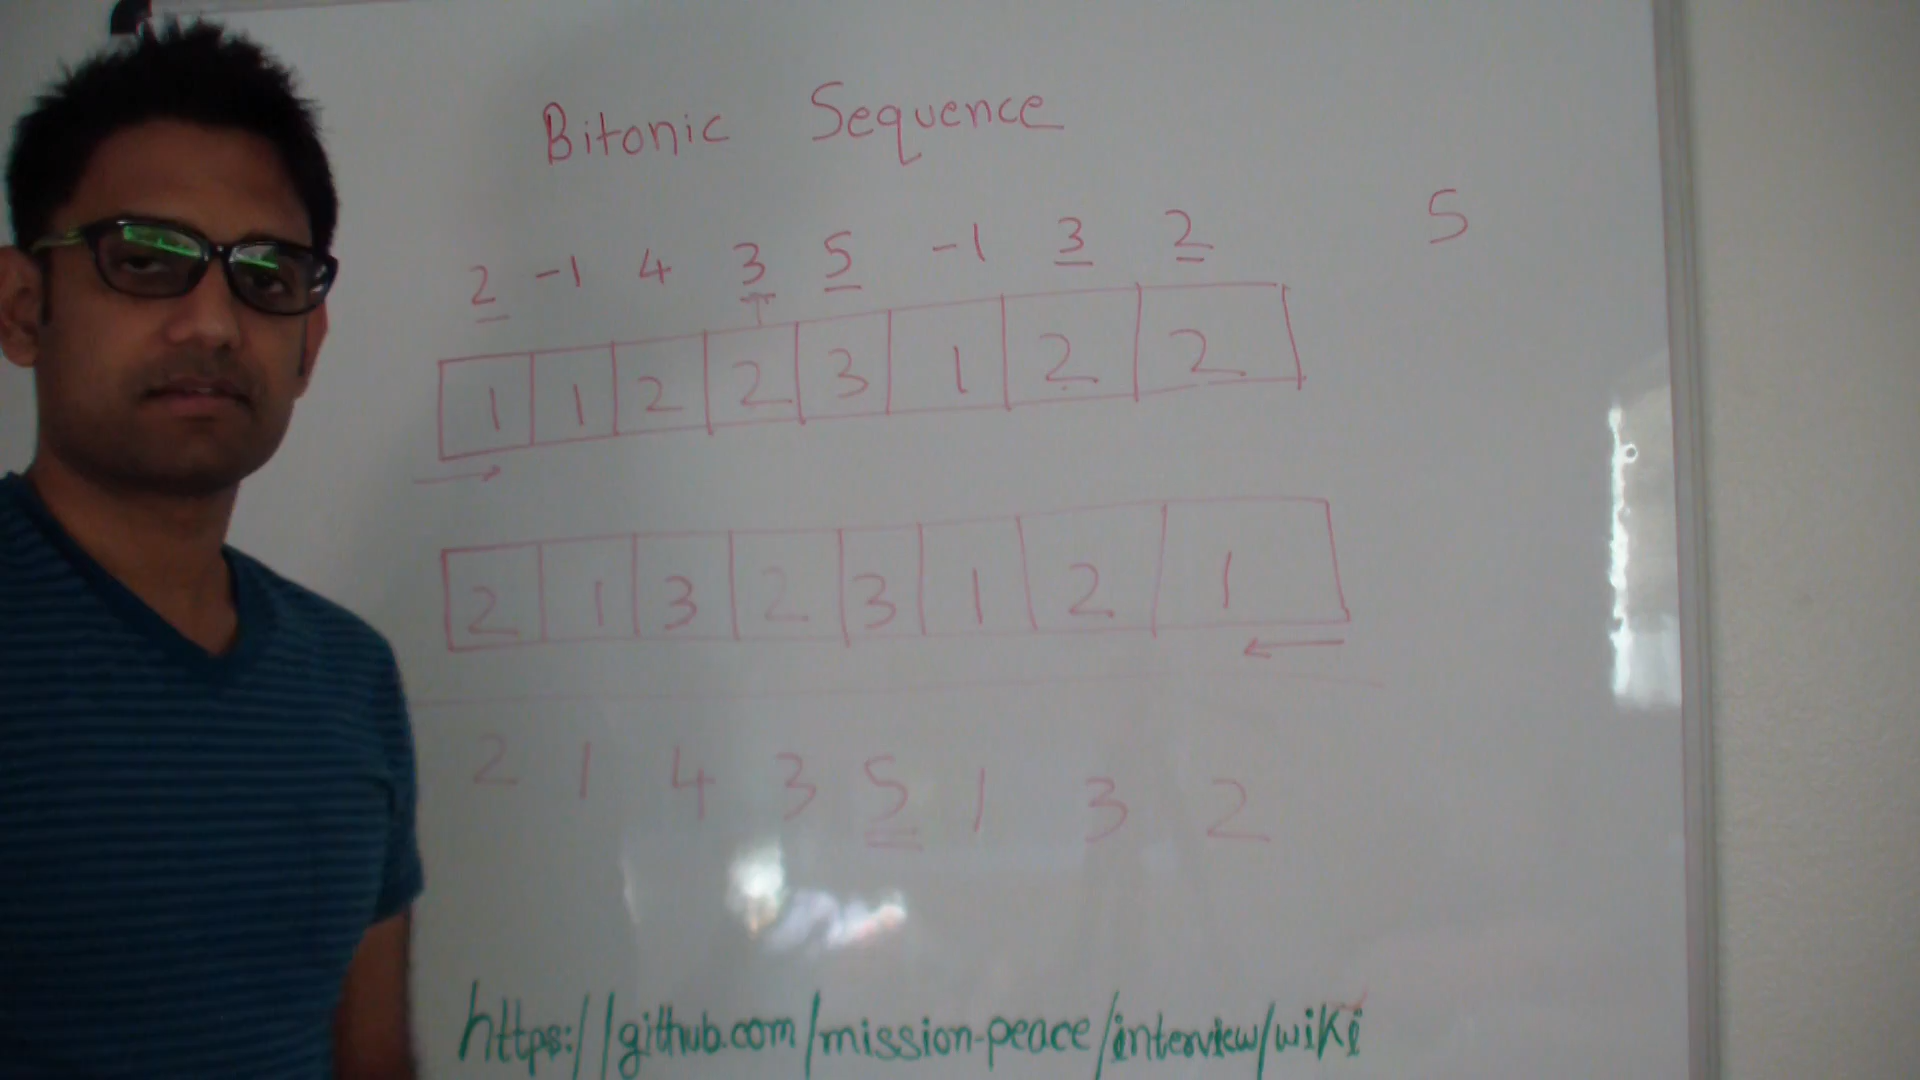 Bitonic Sequence
2 -1 4 3 5 -1 3 2 5
1 1 2 2 3 1 2 2
2 1 3 2 3 1 2 1
2 1 4 3 5 1 3 2
https://github.com/mission-peace/interview/wiki